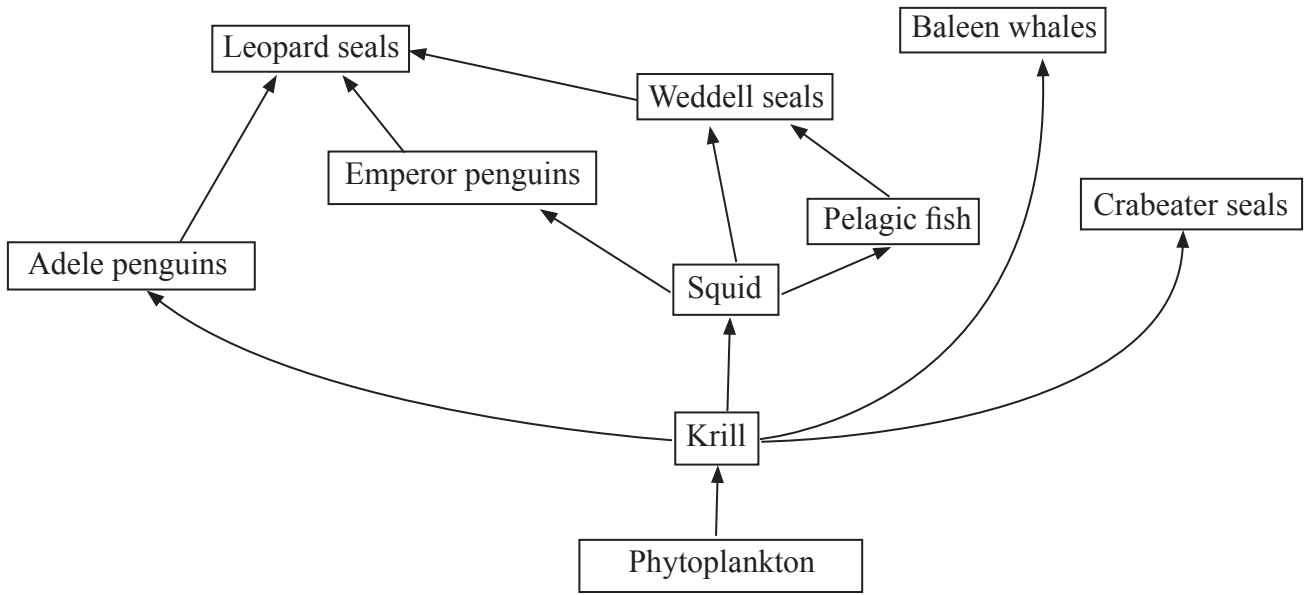 Baleen whales
Leopard seals
Weddell seals
Emperor penguins
Crabeater seals
Pelagic fish
Adele penguins
Squid
Krill
Phytoplankton